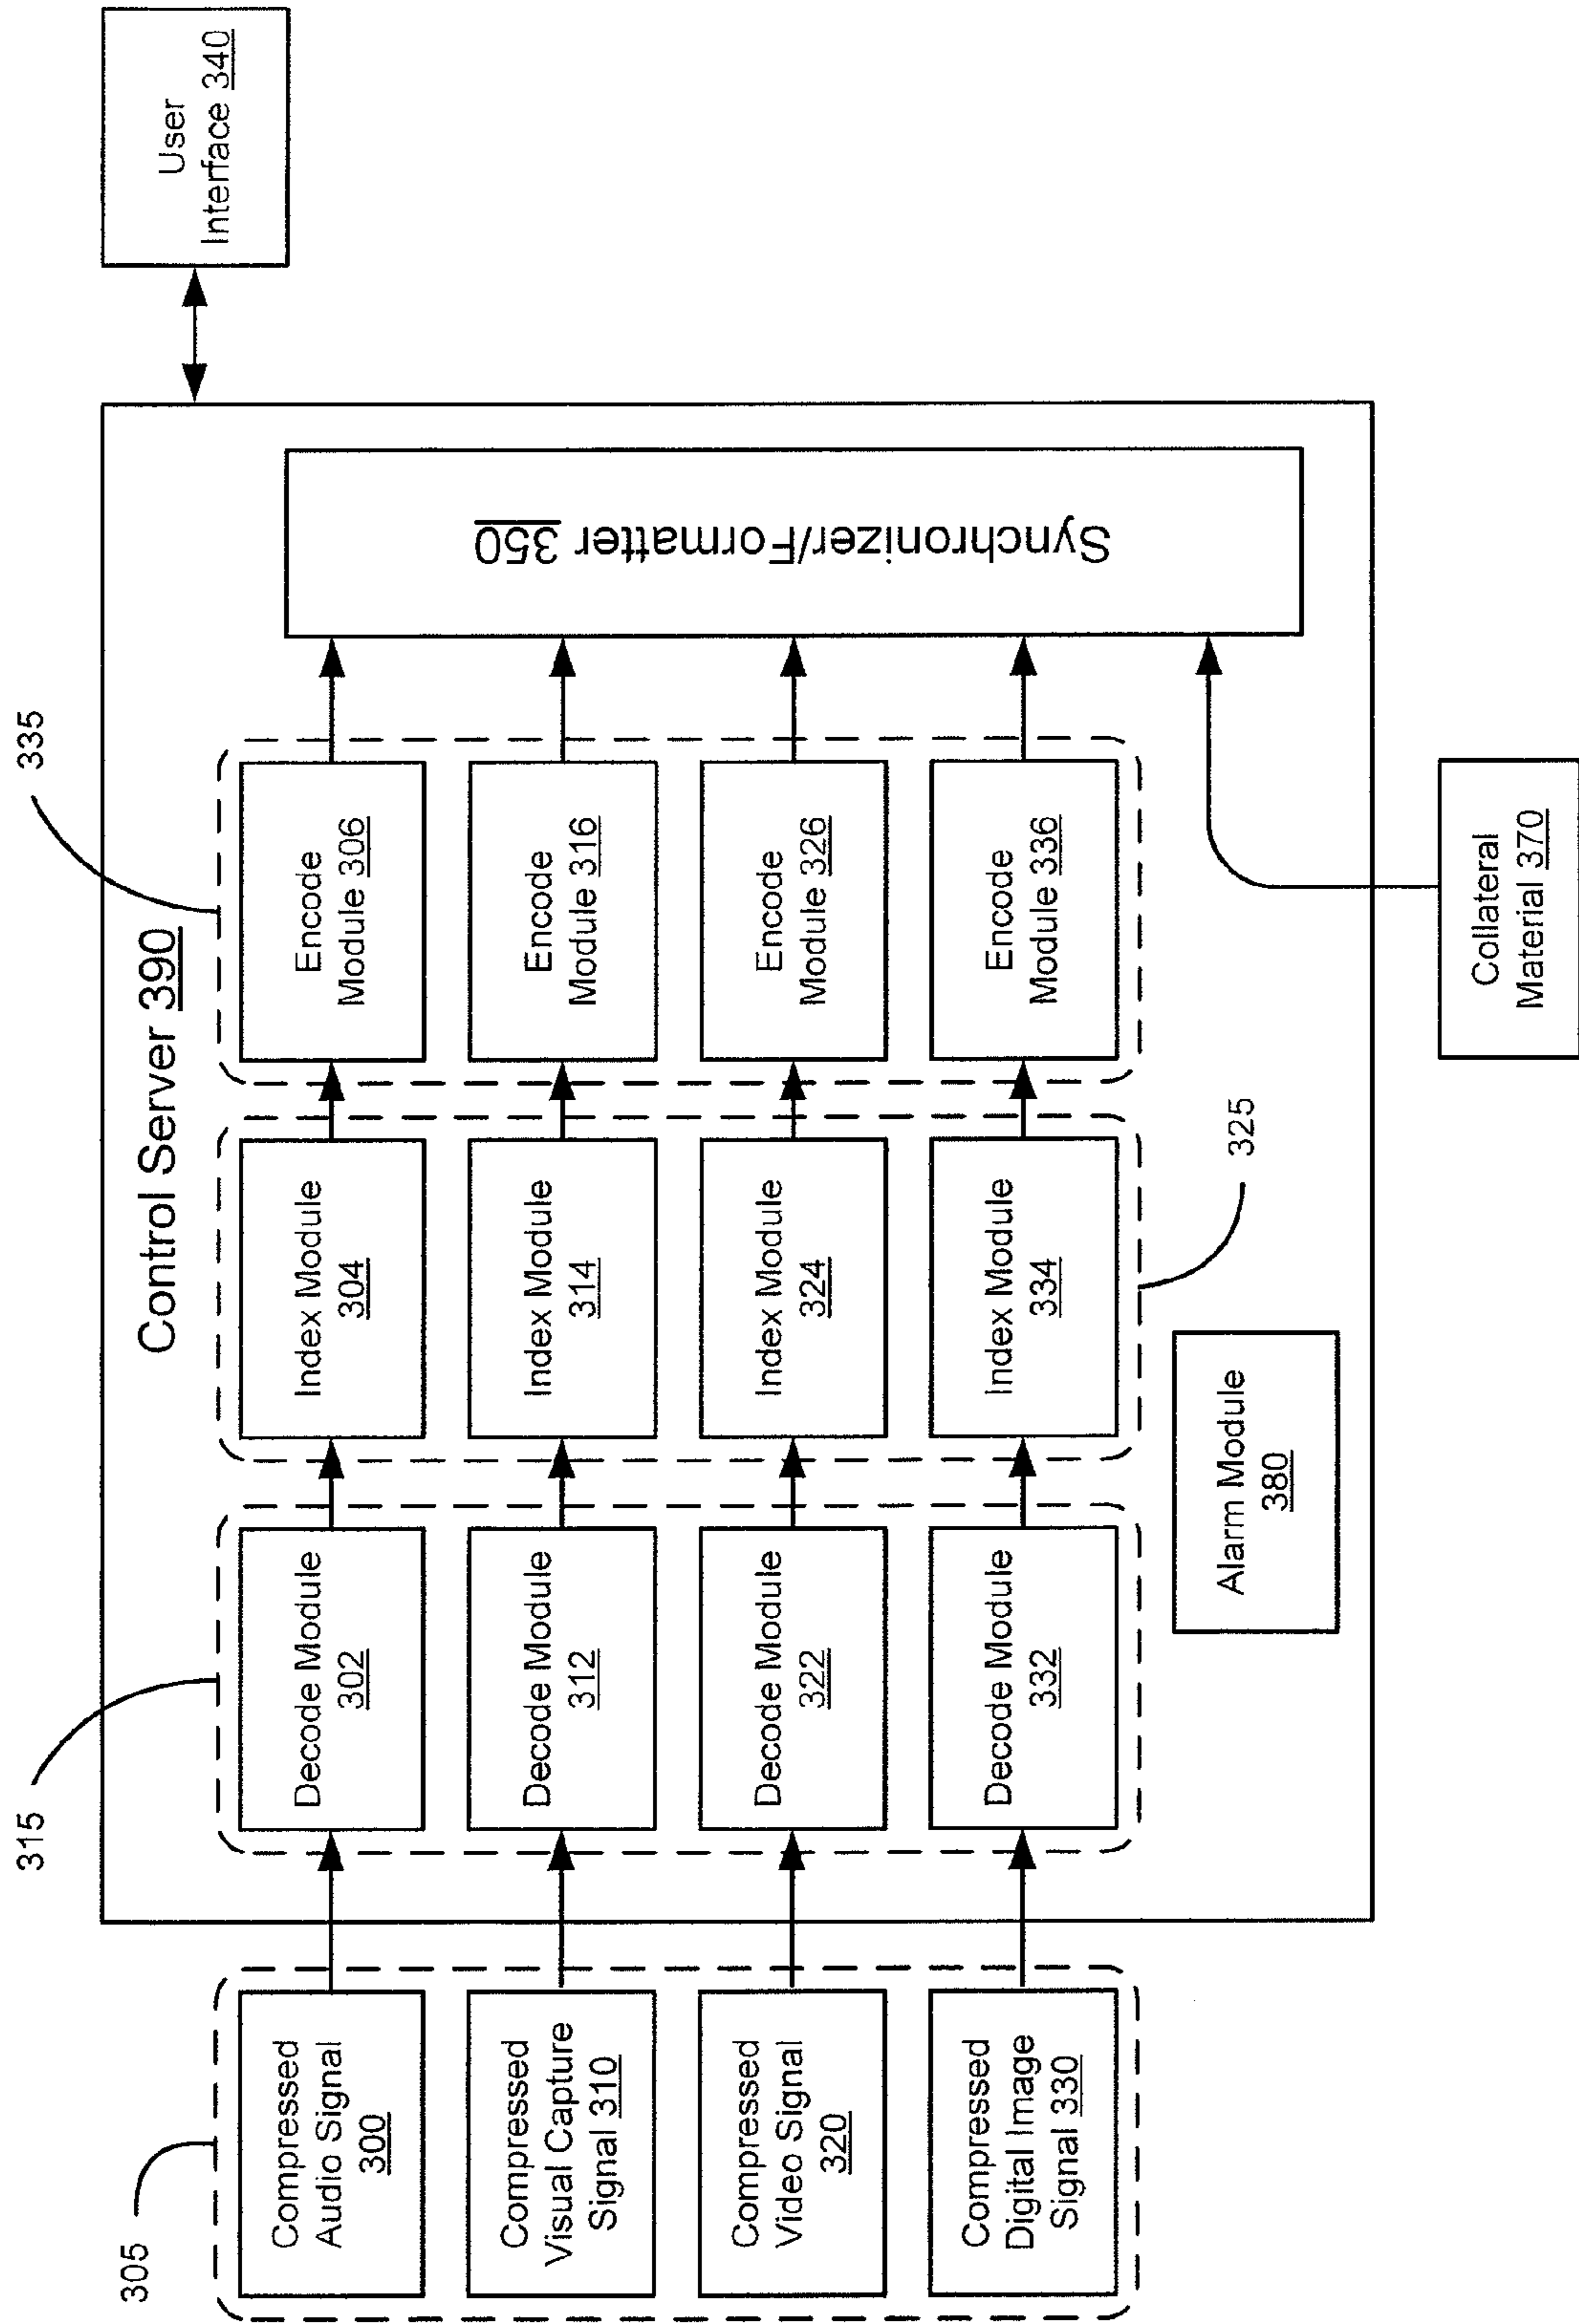 305
Compressed
Audio Signal
300
Compressed
Visual Capture
Signal 310
Compressed
Video Signal
320
Compressed
Digital Image
Signal 330
Control Server 390
315
Decode Module
302
Decode Module
312
Decode Module
322
Decode Module
332
Index Module
304
Index Module
314
Index Module
324
Index Module
334
325
335
Encode
Module 306
Encode
Module 316
Encode
Module 326
Encode
Module 336
Synchronizer/Formatter 350
Alarm Module
380
Collateral
Material 370
User
Interface 340